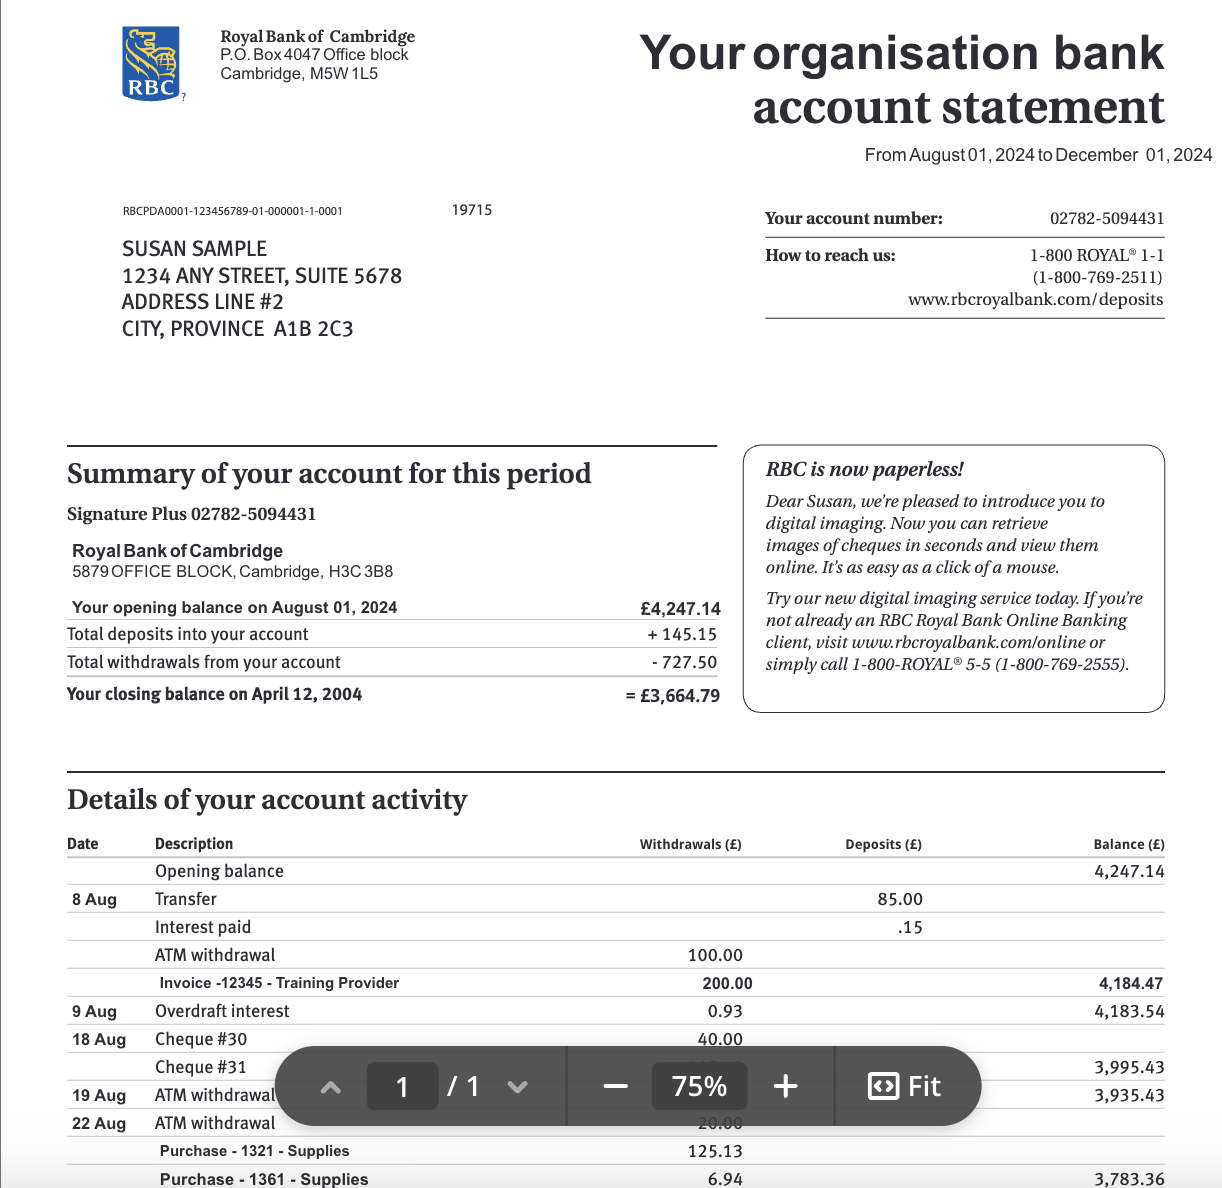 RBC
?
Royal Bank of Cambridge
P.O. Box 4047 Office block
Cambridge, M5W 1L5
Your organisation bank
account statement
From August 01, 2024 to December 01, 2024
RBCPDA0001-123456789-01-000001-1-0001 19715
SUSAN SAMPLE
1234 ANY STREET, SUITE 5678
ADDRESS LINE #2
CITY, PROVINCE A1B 2C3
Your account number: 02782-5094431
How to reach us: 1-800 ROYAL® 1-1
(1-800-769-2511)
www.rbcroyalbank.com/deposits
Summary of your account for this period
Signature Plus 02782-5094431
Royal Bank of Cambridge
5879 OFFICE BLOCK, Cambridge, H3C 3B8
Your opening balance on August 01, 2024 £4,247.14
Total deposits into your account + 145.15
Total withdrawals from your account - 727.50
Your closing balance on April 12, 2004 = £3,664.79
RBC is now paperless!
Dear Susan, we're pleased to introduce you to
digital imaging. Now you can retrieve
images of cheques in seconds and view them
online. It's as easy as a click of a mouse.
Try our new digital imaging service today. If you're
not already an RBC Royal Bank Online Banking
client, visit www.rbcroyalbank.com/online or
simply call 1-800-ROYAL® 5-5 (1-800-769-2555).
Details of your account activity
Date Description Withdrawals (£) Deposits (£) Balance (£)
Opening balance 4,247.14
8 Aug Transfer 85.00
Interest paid .15
ATM withdrawal 100.00
Invoice -12345 - Training Provider 200.00 4,184.47
9 Aug Overdraft interest 0.93 4,183.54
18 Aug Cheque #30 40.00
Cheque #31 3,995.43
19 Aug ATM withdrawal 3,935.43
22 Aug ATM withdrawal 20.00
1 / 1 75% Fit
Purchase - 1321 - Supplies 125.13
Purchase - 1361 - Supplies 6.94 3,783.36